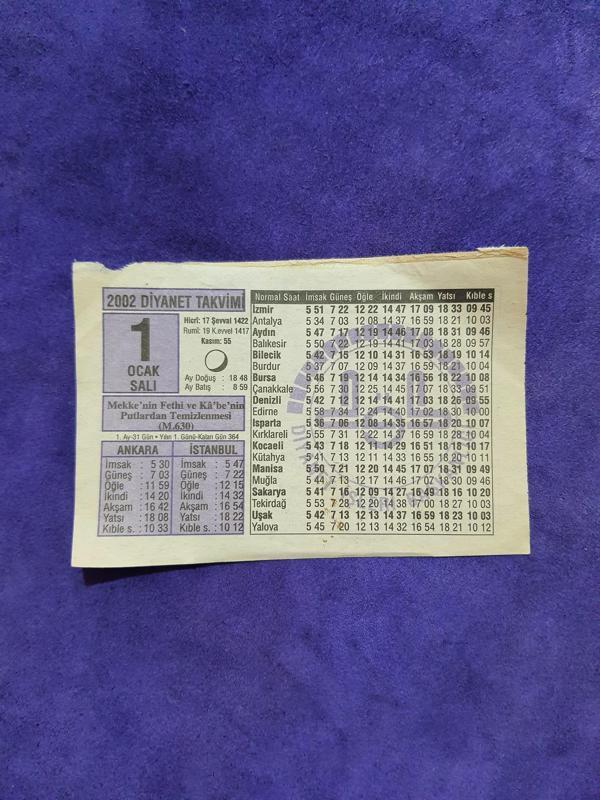 2002 DİYANET TAKVİMİ
1
OCAK
SALI
Hicrî: 17 Şevval 1422
Rumî: 19 K.evvel 1417
Kasım: 55
Ay Doğuş : 18 48
Ay Batış : 8 59
Mekke'nin Fethi ve Kâ'be'nin
Putlardan Temizlenmesi
(M.630)
1. Ay-31 Gün • Yılın 1. Günü-Kalan Gün 364
ANKARA
İmsak : 5 30
Güneş : 7 03
Öğle : 11 59
İkindi : 14 20
Akşam : 16 42
Yatsı : 18 08
Kıble s. : 10 33
İSTANBUL
İmsak : 5 47
Güneş : 7 22
Öğle : 12 15
İkindi : 14 32
Akşam : 16 54
Yatsı : 18 22
Kıble s. : 10 12
Normal Saat İmsak Güneş Öğle İkindi Akşam Yatsı Kıble s
İzmir 5 51 7 22 12 22 14 47 17 09 18 33 09 45
Antalya 5 34 7 03 12 08 14 37 16 59 18 21 10 03
Aydın 5 47 7 17 12 19 14 46 17 08 18 31 09 46
Balıkesir 5 50 7 22 12 19 14 41 17 03 18 28 09 57
Bilecik 5 42 7 15 12 10 14 31 16 53 18 19 10 14
Burdur 5 37 7 07 12 09 14 37 16 59 18 22 10 03
Bursa 5 46 7 19 12 14 14 34 16 56 18 22 10 08
Çanakkale 5 56 7 30 12 25 14 45 17 07 18 33 09 51
Denizli 5 42 7 12 12 14 14 41 17 03 18 26 09 55
Edirne 5 58 7 34 12 24 14 40 17 02 18 30 10 00
Isparta 5 36 7 06 12 08 14 35 16 57 18 20 10 07
Kırklareli 5 55 7 31 12 22 14 37 16 59 18 28 10 03
Kocaeli 5 43 7 18 12 11 14 29 16 51 18 18 10 17
Kütahya 5 41 7 13 12 11 14 33 16 55 18 20 10 10
Manisa 5 50 7 21 12 20 14 45 17 07 18 31 09 49
Muğla 5 44 7 13 12 17 14 46 17 08 18 30 09 46
Sakarya 5 41 7 16 12 09 14 27 16 49 18 16 10 20
Tekirdağ 5 53 7 28 12 20 14 38 17 00 18 27 10 03
Uşak 5 42 7 13 12 13 14 37 16 59 18 23 10 03
Yalova 5 45 7 20 12 13 14 32 16 54 18 21 10 12